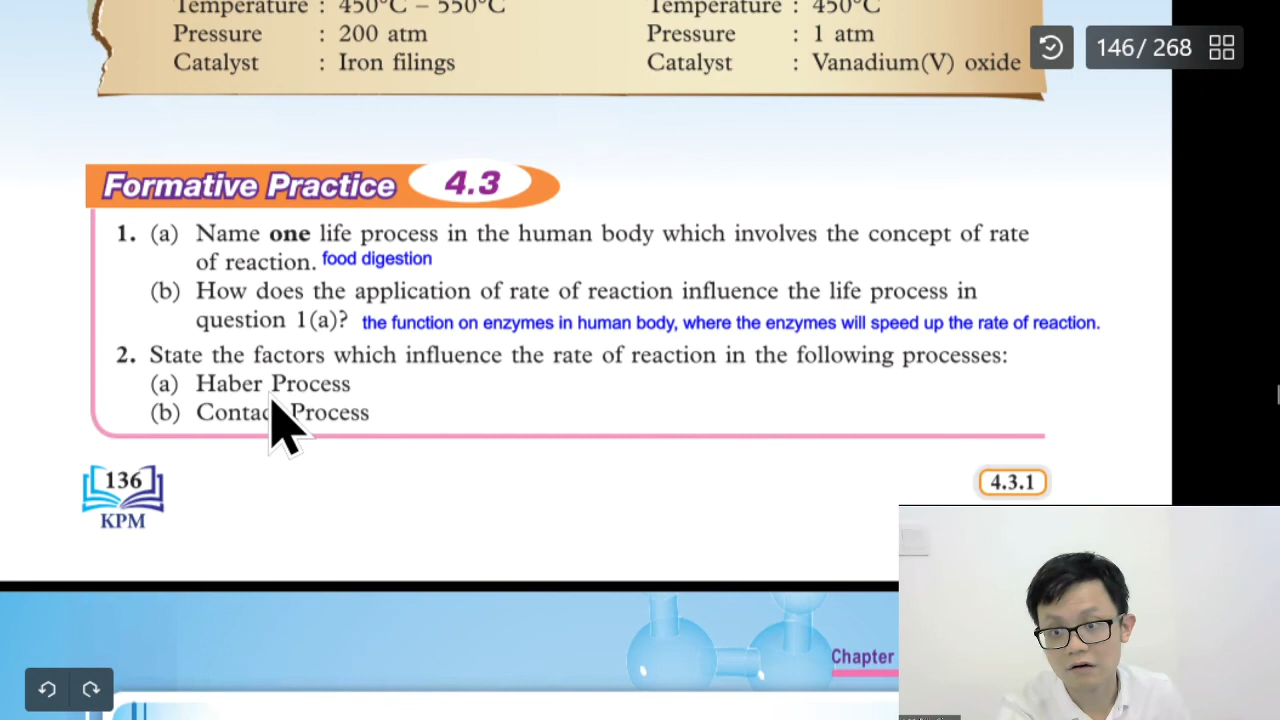 Temperature : 450°C – 550°C
Temperature : 450°C
Pressure : 200 atm
Pressure : 1 atm
Catalyst : Iron filings
Catalyst : Vanadium(V) oxide
146/ 268
Formative Practice 4.3
1. (a) Name one life process in the human body which involves the concept of rate
of reaction. food digestion
(b) How does the application of rate of reaction influence the life process in
question 1(a)? the function on enzymes in human body, where the enzymes will speed up the rate of reaction.
2. State the factors which influence the rate of reaction in the following processes:
(a) Haber Process
(b) Contac Process
136
KPM
4.3.1
Chapter